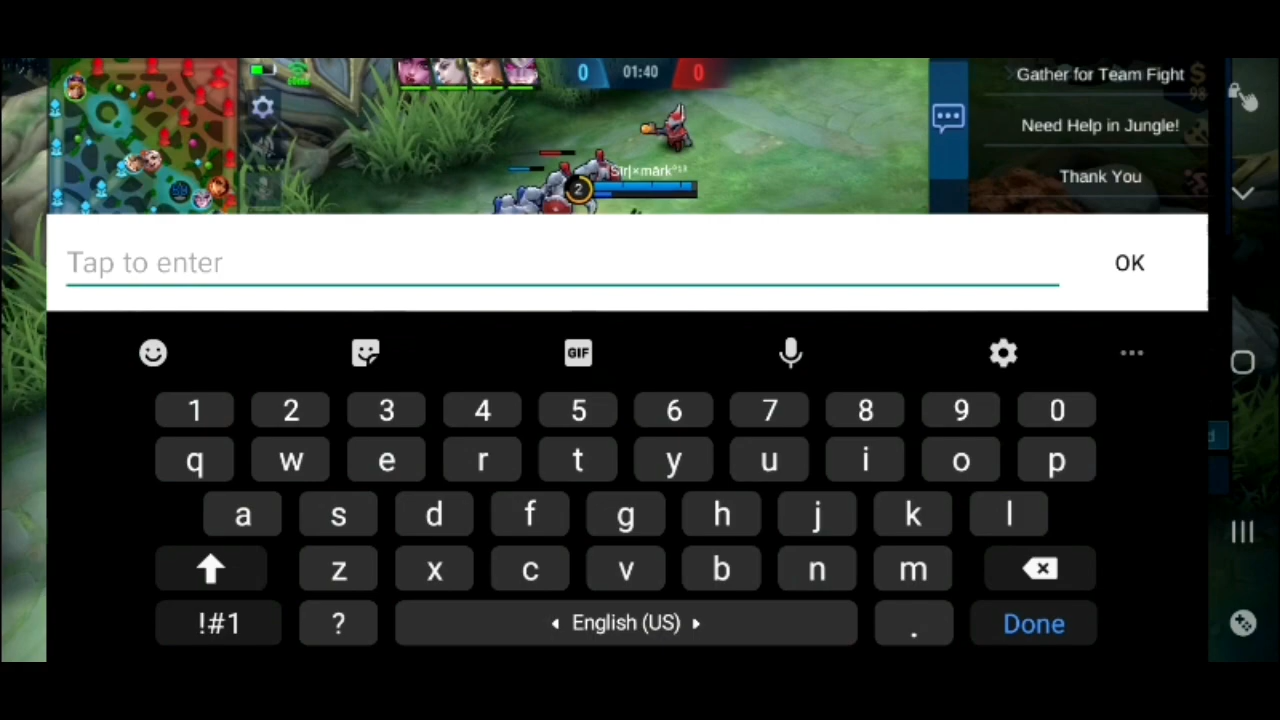 0 01:40 0
Gather for Team Fight
Need Help in Jungle!
Thank You
2
Tap to enter
OK
GIF
1 2 3 4 5 6 7 8 9 0
q w e r t y u i o p
a s d f g h j k l
z x c v b n m
!#1 ? English (US) . Done